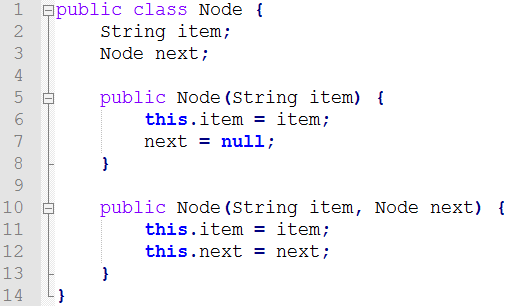 1 public class Node {
2 String item;
3 Node next;
4
5 public Node(String item) {
6 this.item = item;
7 next = null;
8 }
9
10 public Node(String item, Node next) {
11 this.item = item;
12 this.next = next;
13 }
14 }